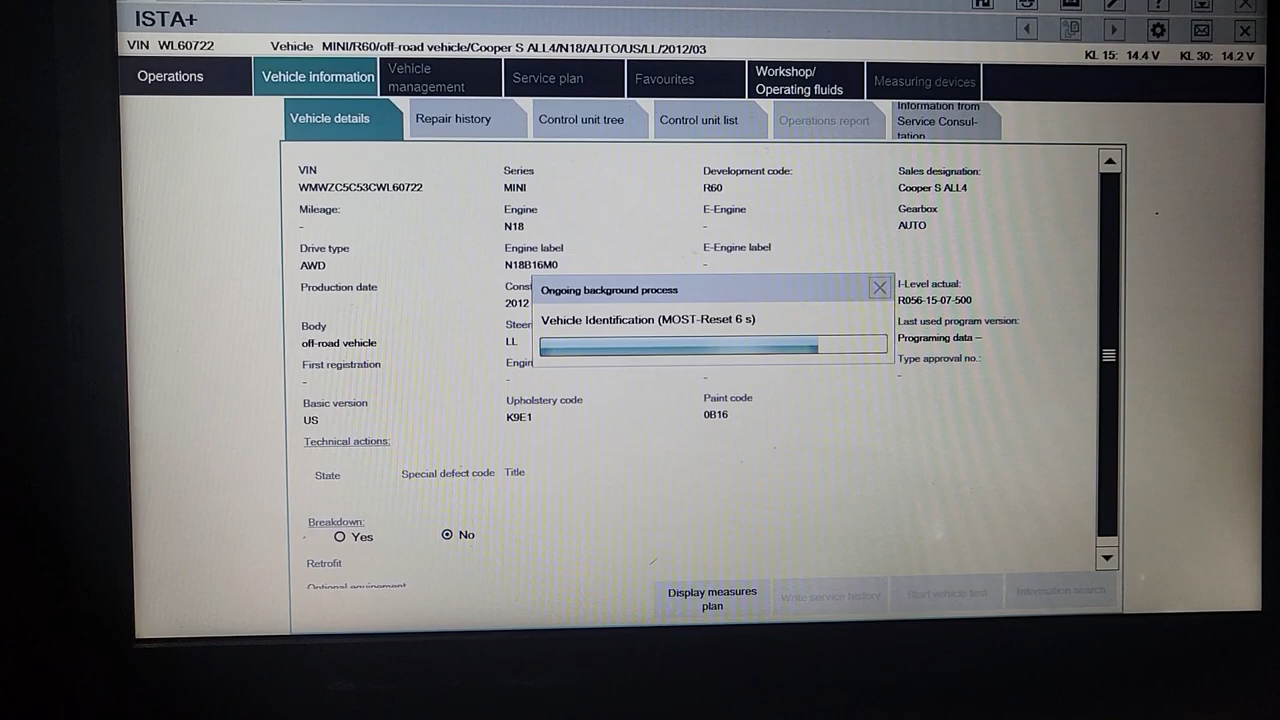 ISTA+
VIN WL60722 Vehicle MINI/R60/off-road vehicle/Cooper S ALL4/N18/AUTO/US/LL/2012/03
KL 15: 14.4 V KL 30: 14.2 V
Operations
Vehicle information
Vehicle
management
Service plan
Favourites
Workshop/
Operating fluids
Measuring devices
Vehicle details
Repair history
Control unit tree
Control unit list
Operations report
Information from
Service Consul-
tation
VIN Series Development code: Sales designation:
WMWZC5C53CWL60722 MINI R60 Cooper S ALL4
Mileage: Engine E-Engine Gearbox
- N18 - AUTO
Drive type Engine label E-Engine label
AWD N18B16M0 -
Production date Const I-Level actual:
2012 R056-15-07-500
Ongoing background process
Vehicle Identification (MOST-Reset 6 s)
Body Steer Last used program version:
off-road vehicle LL Programing data --
First registration Engin Type approval no.:
- - - -
Basic version Upholstery code Paint code
US K9E1 0B16
Technical actions:
State Special defect code Title
Breakdown:
Yes No
Retrofit
Optional equipment
Display measures
plan
Write service history
Start vehicle test
Information search